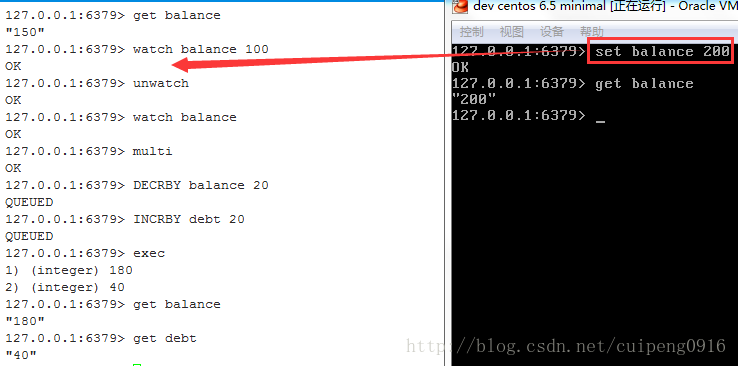 127.0.0.1:6379> get balance
"150"
127.0.0.1:6379> watch balance 100
OK
127.0.0.1:6379> unwatch
OK
127.0.0.1:6379> watch balance
OK
127.0.0.1:6379> multi
OK
127.0.0.1:6379> DECRBY balance 20
QUEUED
127.0.0.1:6379> INCRBY debt 20
QUEUED
127.0.0.1:6379> exec
1) (integer) 180
2) (integer) 40
127.0.0.1:6379> get balance
"180"
127.0.0.1:6379> get debt
"40"
dev centos 6.5 minimal [正在运行] - Oracle VM
控制 视图 设备 帮助
127.0.0.1:6379> set balance 200
OK
127.0.0.1:6379> get balance
"200"
127.0.0.1:6379> _
http://blog.csdn.net/cuipeng0916